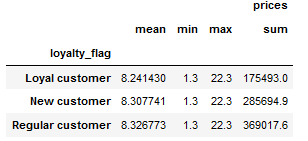 prices
mean min max sum
loyalty_flag
Loyal customer 8.241430 1.3 22.3 175493.0
New customer 8.307741 1.3 22.3 285694.9
Regular customer 8.326773 1.3 22.3 369017.6